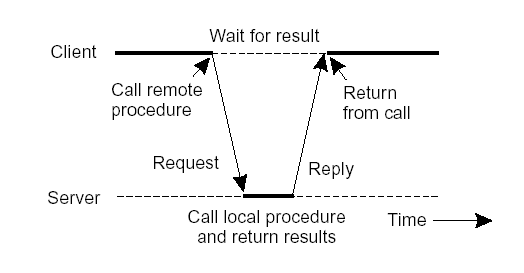 Wait for result
Client
Call remote
procedure
Return
from call
Request
Reply
Server
Call local procedure
and return results
Time